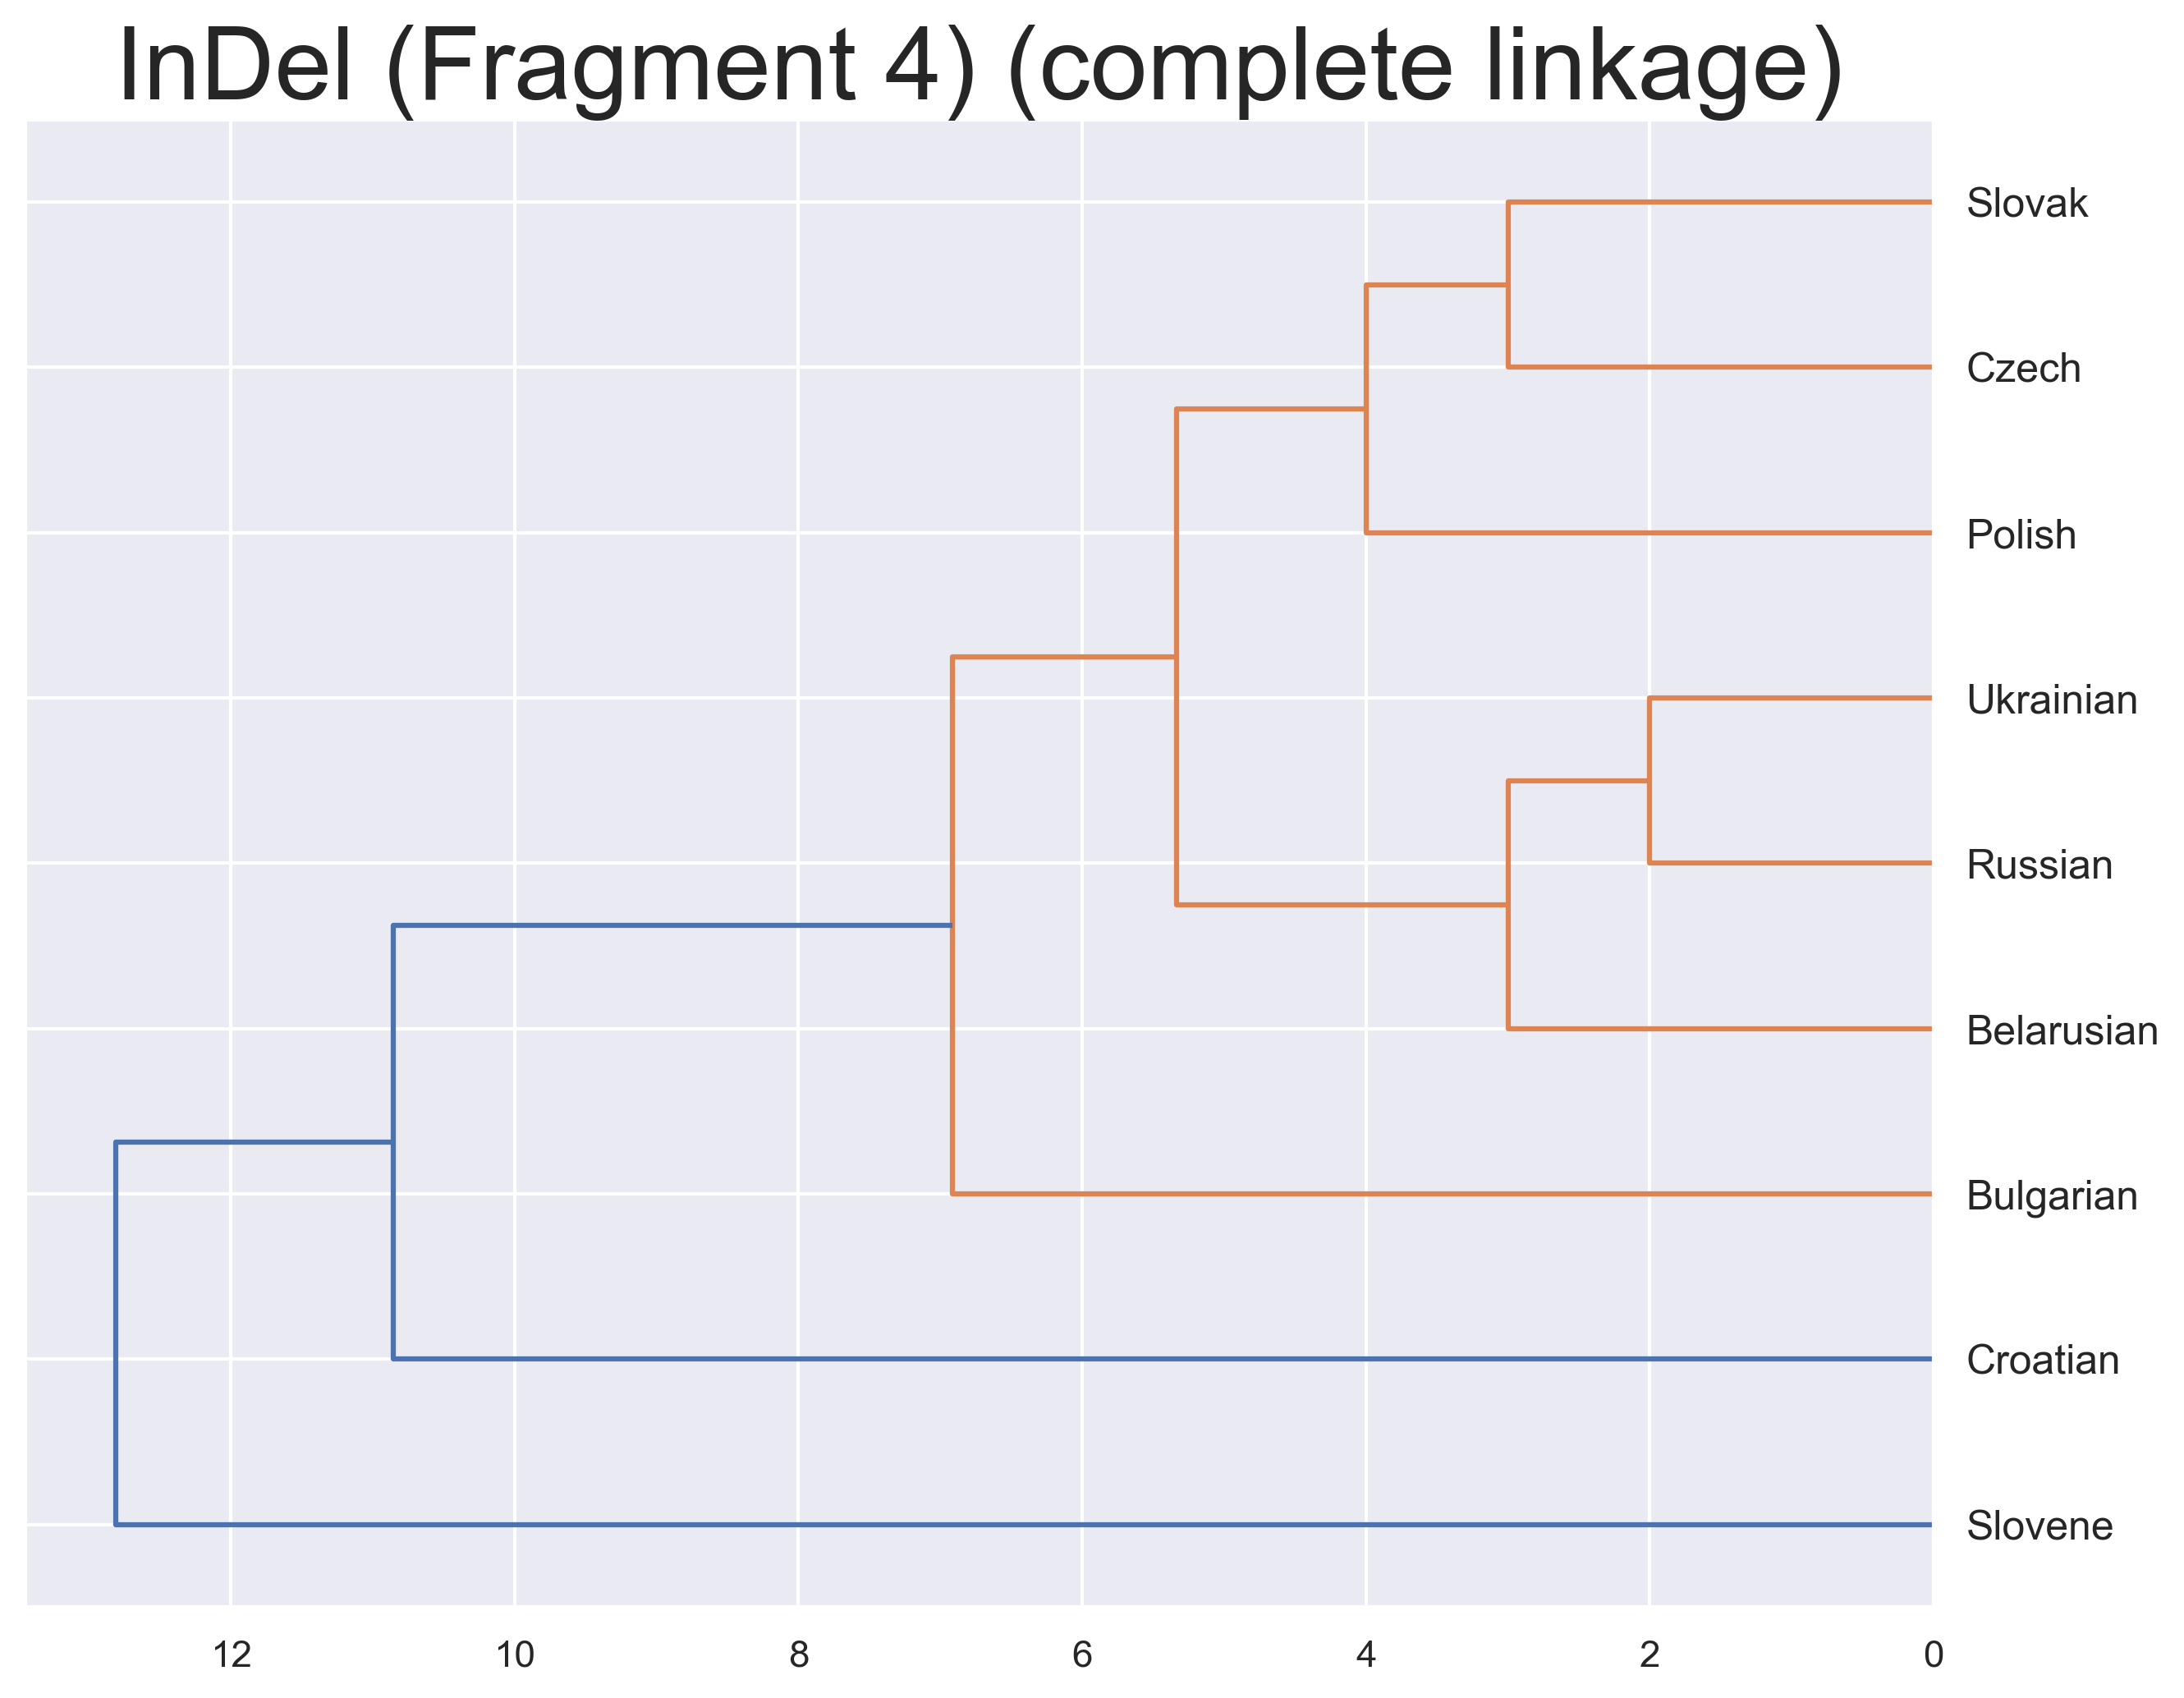 InDel (Fragment 4) (complete linkage)
Slovak
Czech
Polish
Ukrainian
Russian
Belarusian
Bulgarian
Croatian
Slovene
12 10 8 6 4 2 0